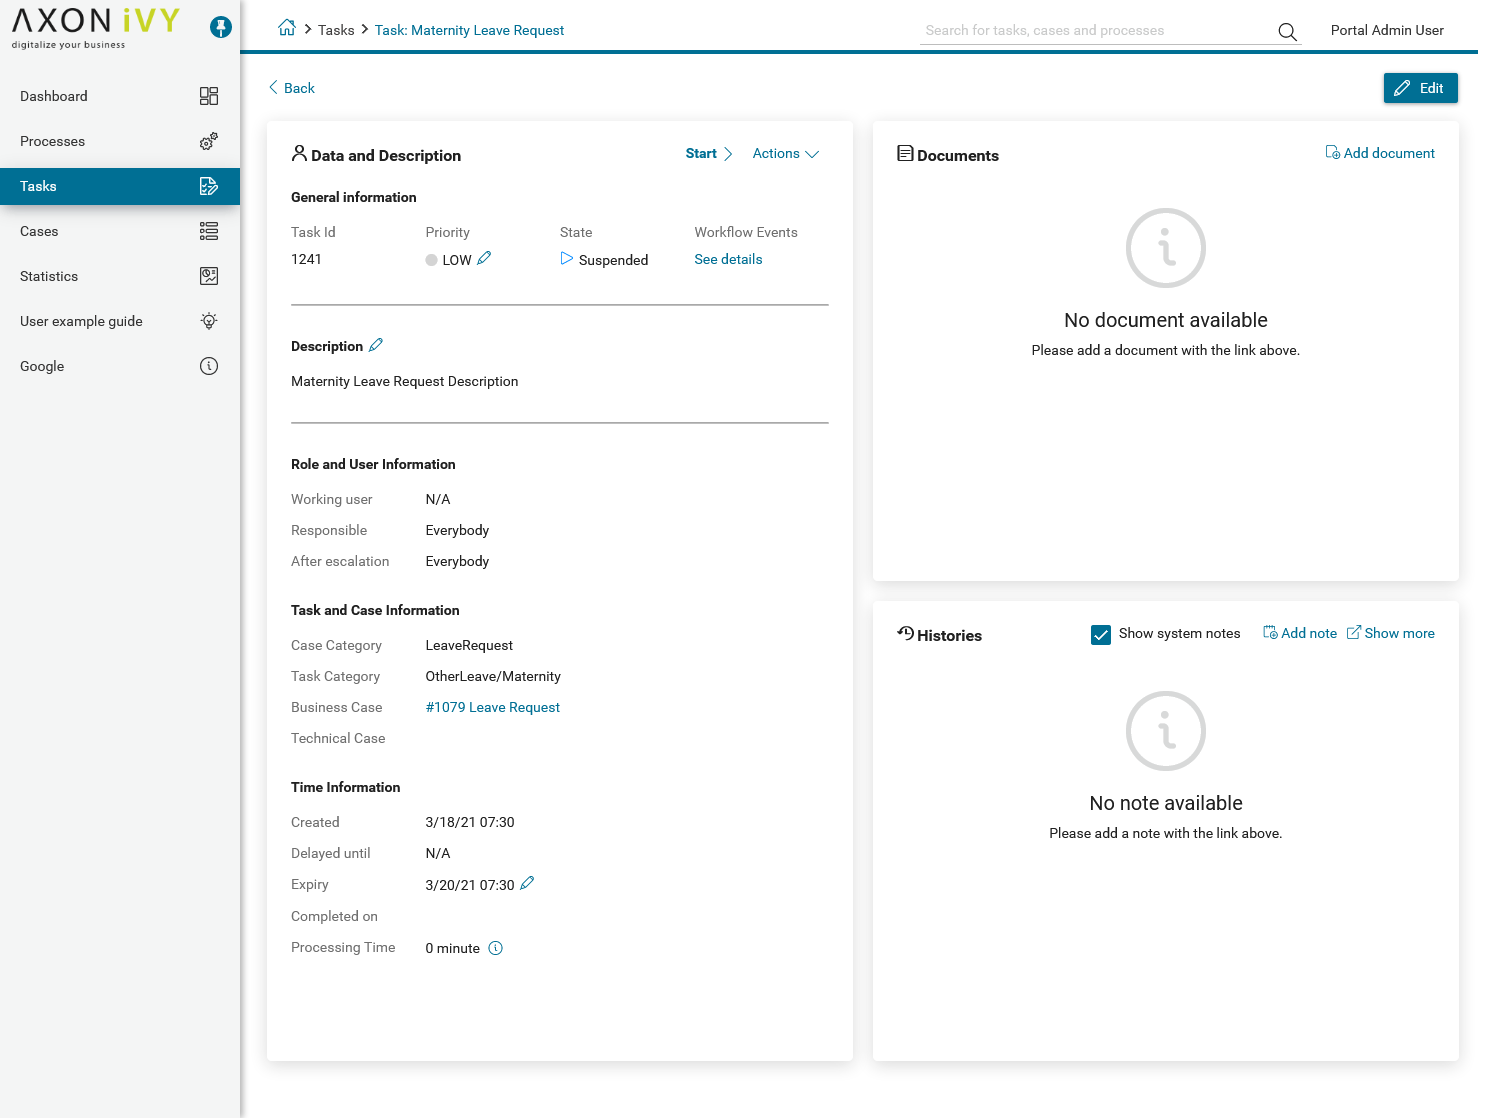 AXON iVY
digitalize your business
Dashboard
Processes
Tasks
Cases
Statistics
User example guide
Google
Tasks
Task: Maternity Leave Request
Search for tasks, cases and processes
Portal Admin User
Back
Edit
Data and Description
Start
Actions
General information
Task Id
Priority
State
Workflow Events
1241
LOW
Suspended
See details
Description
Maternity Leave Request Description
Role and User Information
Working user
N/A
Responsible
Everybody
After escalation
Everybody
Task and Case Information
Case Category
LeaveRequest
Task Category
OtherLeave/Maternity
Business Case
#1079 Leave Request
Technical Case
Time Information
Created
3/18/21 07:30
Delayed until
N/A
Expiry
3/20/21 07:30
Completed on
Processing Time
0 minute
Documents
Add document
No document available
Please add a document with the link above.
Histories
Show system notes
Add note
Show more
No note available
Please add a note with the link above.